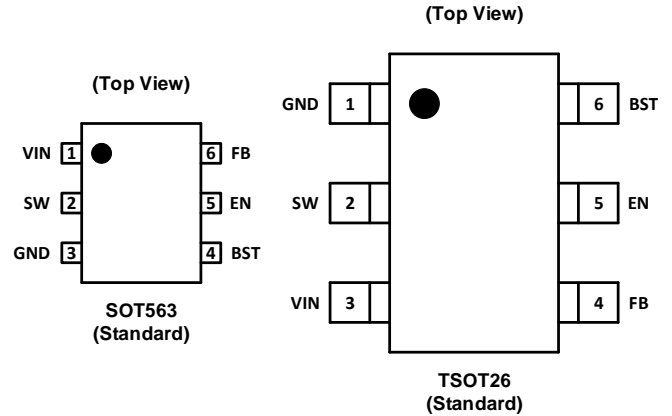 (Top View)
VIN 1 6 FB
SW 2 5 EN
GND 3 4 BST
SOT563
(Standard)
(Top View)
GND 1 6 BST
SW 2 5 EN
VIN 3 4 FB
TSOT26
(Standard)